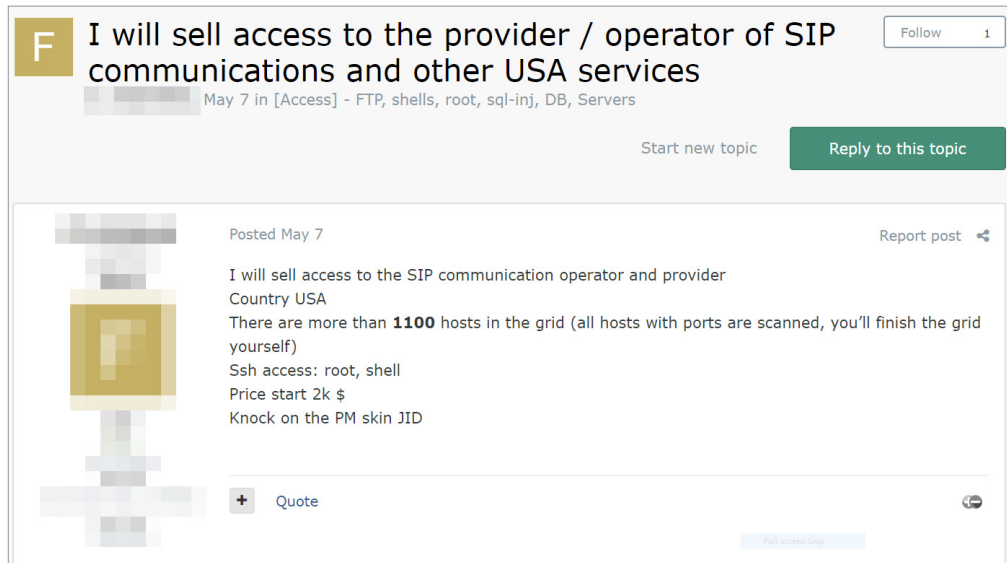 F
I will sell access to the provider / operator of SIP
communications and other USA services
Follow 1
May 7 in [Access] - FTP, shells, root, sql-inj, DB, Servers
Start new topic
Reply to this topic
Posted May 7
Report post
I will sell access to the SIP communication operator and provider
Country USA
There are more than 1100 hosts in the grid (all hosts with ports are scanned, you’ll finish the grid
yourself)
Ssh access: root, shell
Price start 2k $
Knock on the PM skin JID
+ Quote
Full-screen Snip